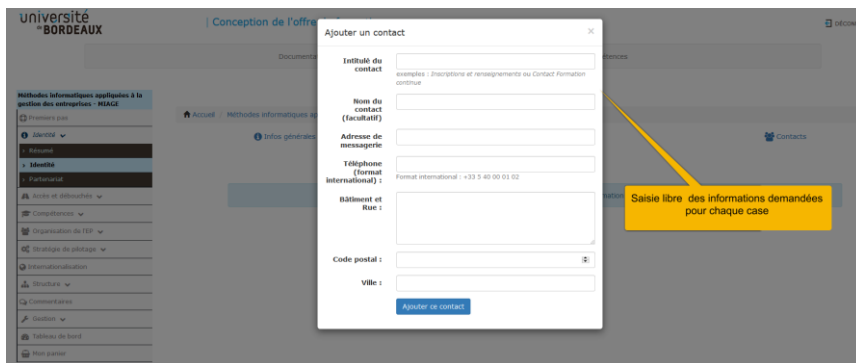 université
de BORDEAUX
| Conception de l'offre
DÉCON
Documenta
étences
Méthodes informatiques appliquées à la
gestion des entreprises - MIAGE
Premiers pas
Identité
Résumé
Identité
Partenariat
Accès et débouchés
Compétences
Organisation de l'EP
Stratégie de pilotage
Internationalisation
Structure
Commentaires
Gestion
Tableau de bord
Mon panier
Accueil / Méthodes informatiques ap
Infos générales
Contacts
Ajouter un contact
×
Intitulé du
contact
exemples : Inscriptions et renseignements ou Contact Formation
continue
Nom du
contact
(facultatif)
Adresse de
messagerie
Téléphone
(format
international) :
Format international : +33 5 40 00 01 02
Bâtiment et
Rue :
Code postal :
Ville :
Ajouter ce contact
mation
Saisie libre des informations demandées
pour chaque case